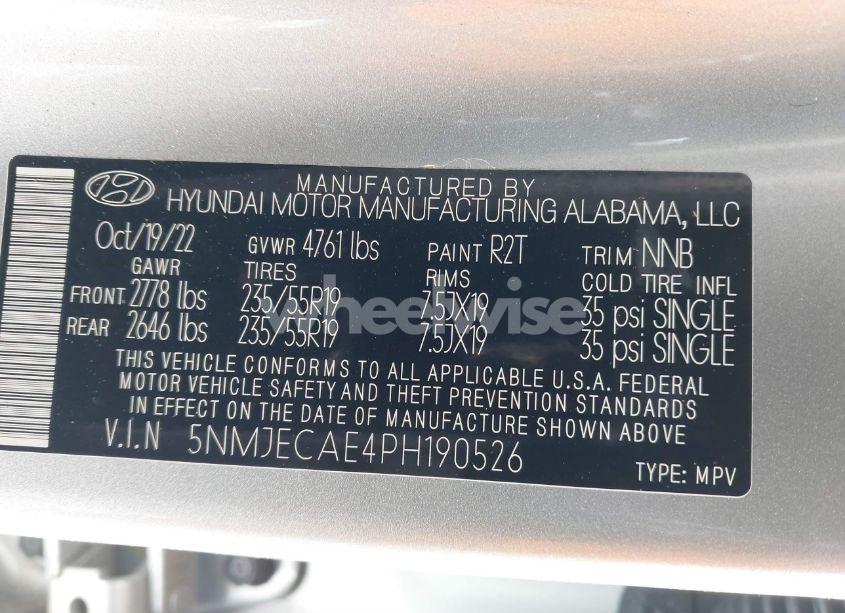 MANUFACTURED BY
HYUNDAI MOTOR MANUFACTURING ALABAMA, LLC
Oct/19/22 GVWR 4761 lbs PAINT R2T TRIM NNB
GAWR TIRES RIMS COLD TIRE INFL
FRONT 2778 lbs 235/55R19 7.5JX19 35 psi SINGLE
REAR 2646 lbs 235/55R19 7.5JX19 35 psi SINGLE
wheelwise
THIS VEHICLE CONFORMS TO ALL APPLICABLE U.S.A. FEDERAL
MOTOR VEHICLE SAFETY AND THEFT PREVENTION STANDARDS
IN EFFECT ON THE DATE OF MANUFACTURE SHOWN ABOVE.
V.I.N 5NMJECAE4PH190526
TYPE: MPV